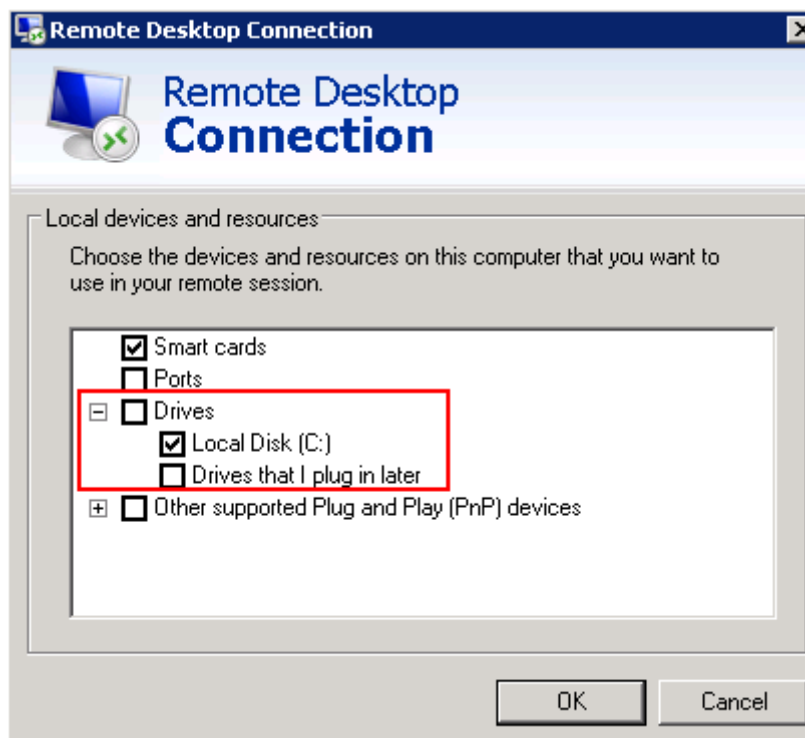 Remote Desktop Connection
Remote Desktop
Connection
Local devices and resources
Choose the devices and resources on this computer that you want to
use in your remote session.
Smart cards
Ports
Drives
Local Disk (C:)
Drives that I plug in later
Other supported Plug and Play (PnP) devices
OK Cancel